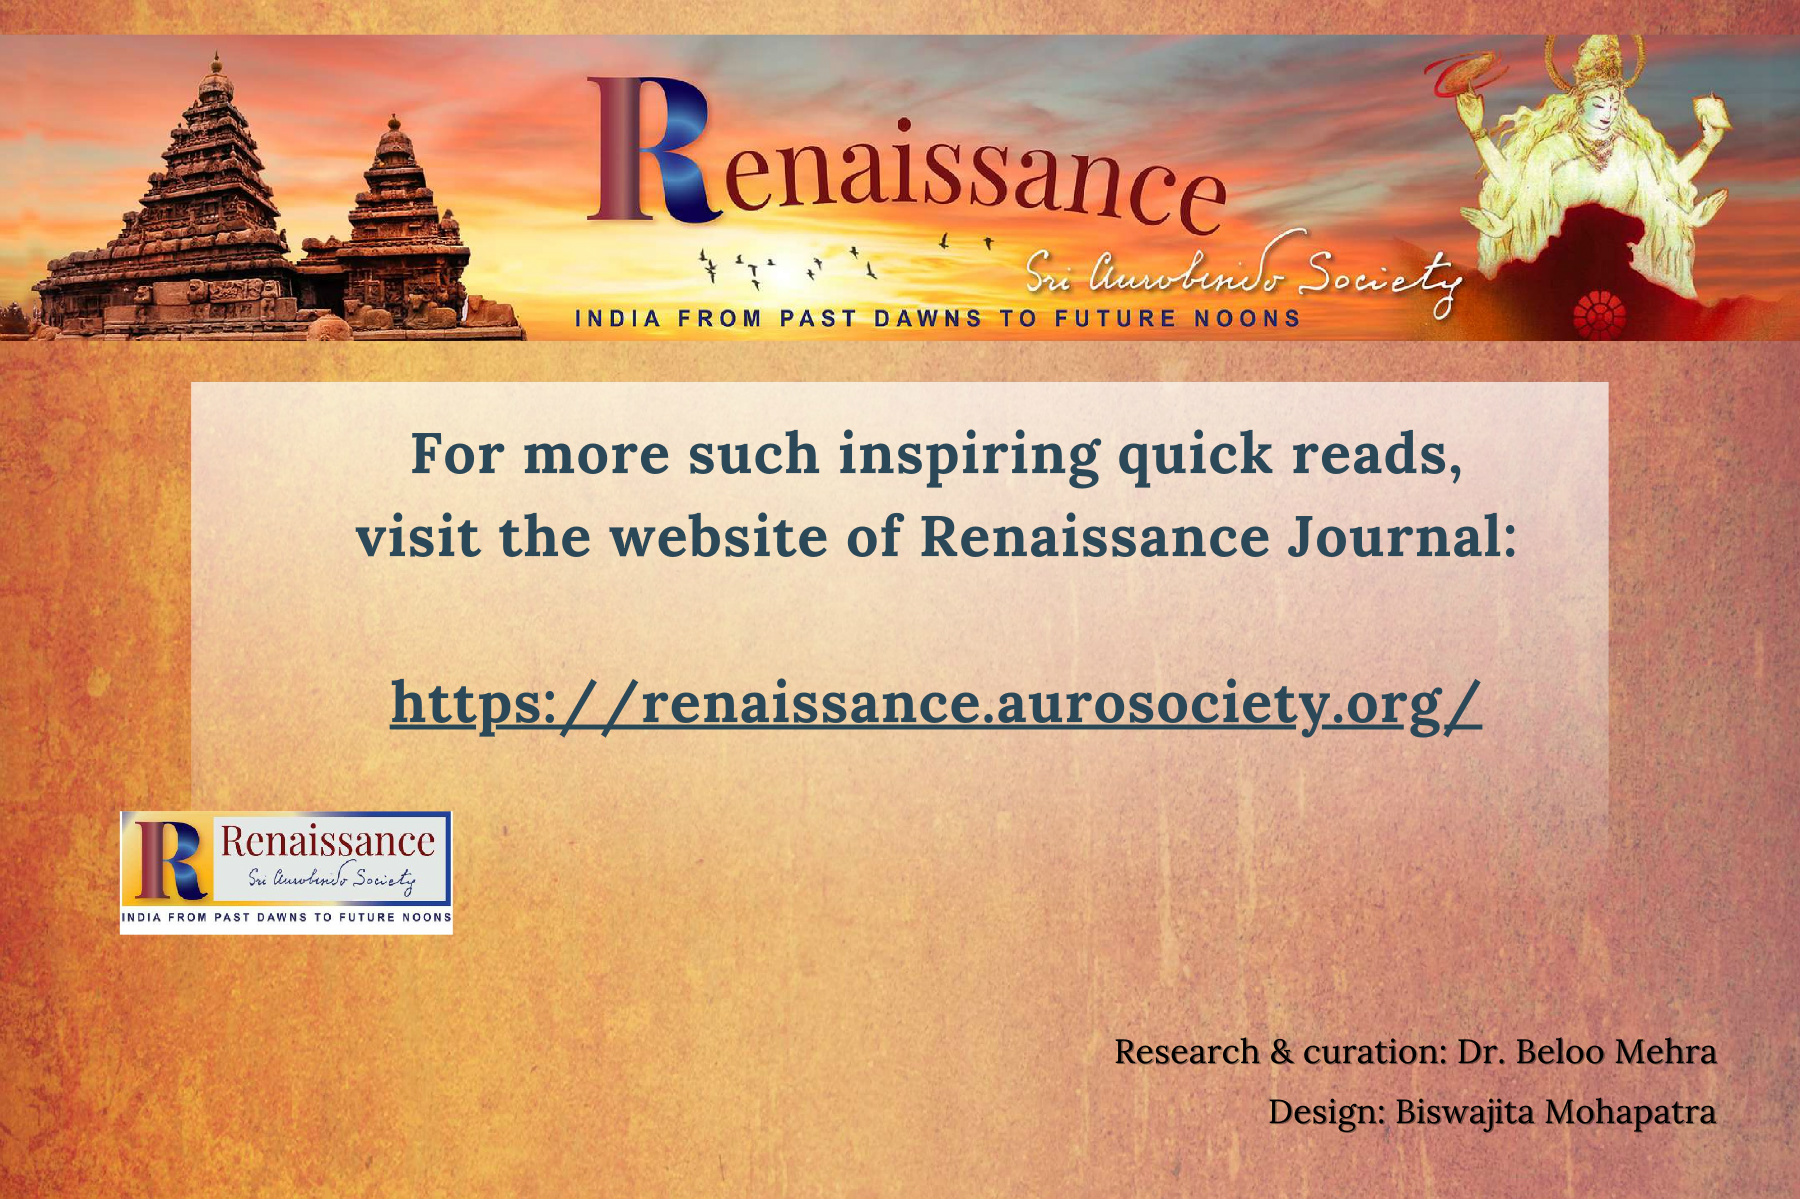 Renaissance
Sri Aurobindo Society
INDIA FROM PAST DAWNS TO FUTURE NOONS
For more such inspiring quick reads,
visit the website of Renaissance Journal:
https://renaissance.aurosociety.org/
R Renaissance
Sri Aurobindo Society
INDIA FROM PAST DAWNS TO FUTURE NOONS
Research & curation: Dr. Beloo Mehra
Design: Biswajita Mohapatra